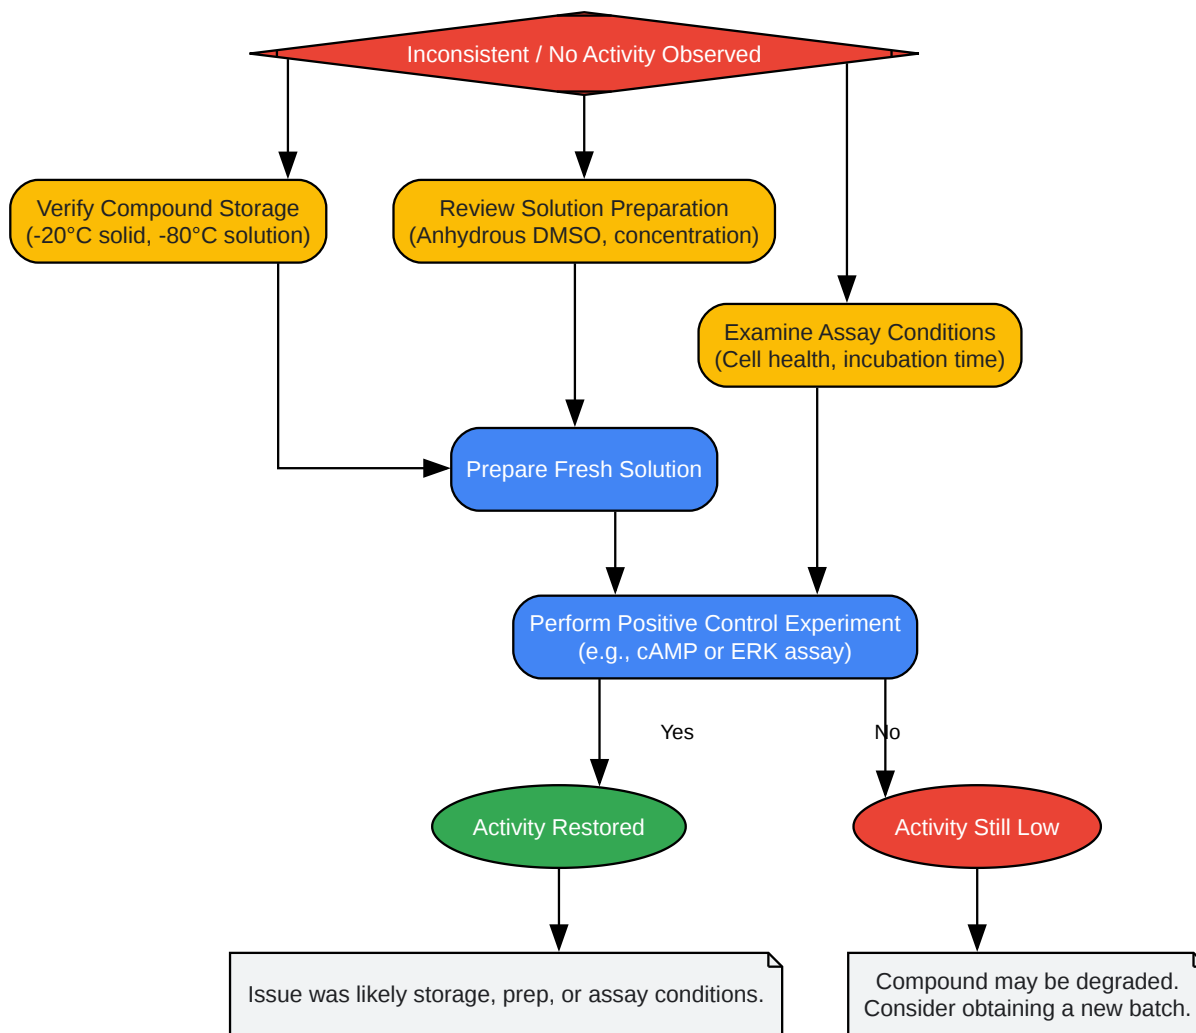 Inconsistent / No Activity Observed
Verify Compound Storage
(-20°C solid, -80°C solution)
Review Solution Preparation
(Anhydrous DMSO, concentration)
Examine Assay Conditions
(Cell health, incubation time)
Prepare Fresh Solution
Perform Positive Control Experiment
(e.g., cAMP or ERK assay)
Yes
No
Activity Restored
Activity Still Low
Issue was likely storage, prep, or assay conditions.
Compound may be degraded.
Consider obtaining a new batch.